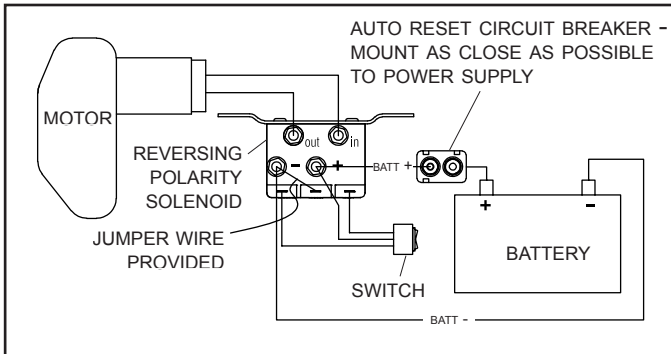 AUTO RESET CIRCUIT BREAKER -
MOUNT AS CLOSE AS POSSIBLE
TO POWER SUPPLY
MOTOR
out
in
REVERSING
POLARITY
SOLENOID
-
+
BATT +
JUMPER WIRE
PROVIDED
SWITCH
+
-
BATTERY
BATT -